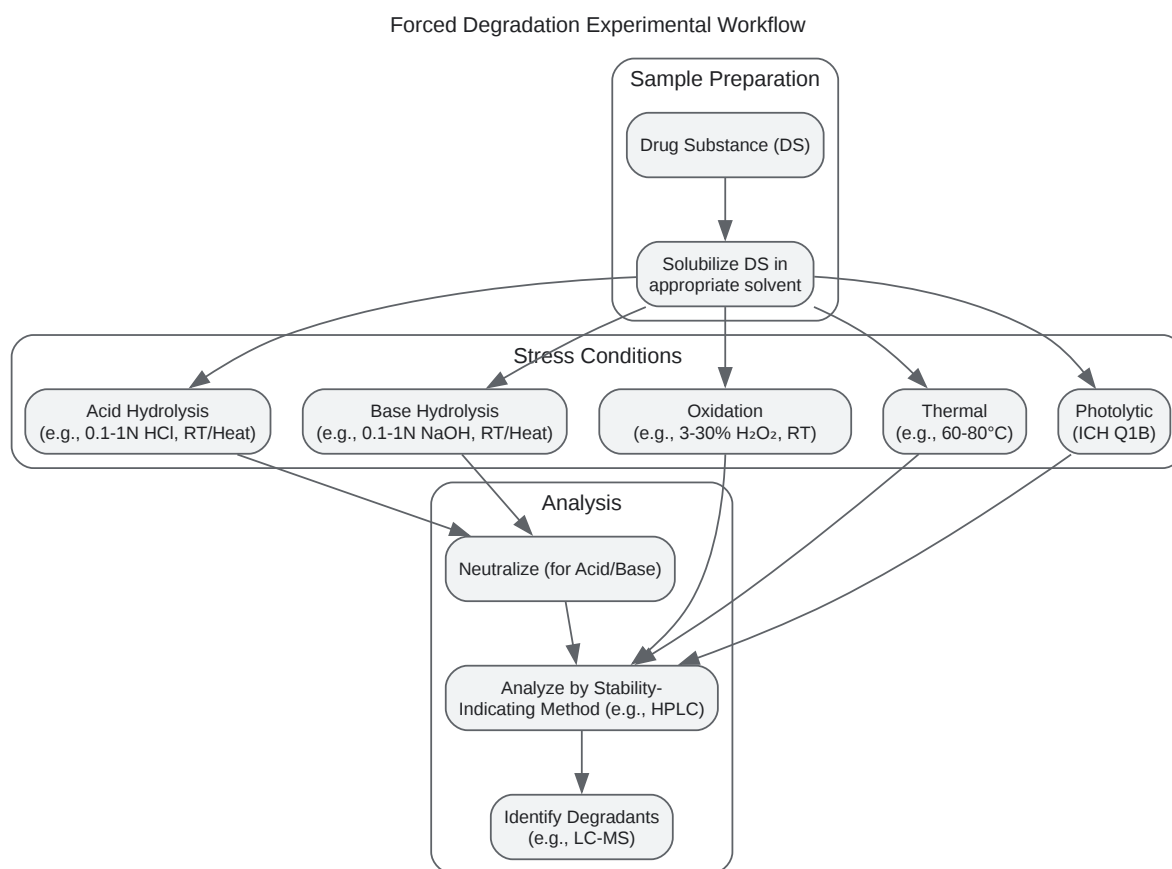 Forced Degradation Experimental Workflow
Sample Preparation
Drug Substance (DS)
Solubilize DS in
appropriate solvent
Stress Conditions
Acid Hydrolysis
(e.g., 0.1-1N HCl, RT/Heat)
Base Hydrolysis
(e.g., 0.1-1N NaOH, RT/Heat)
Oxidation
(e.g., 3-30% H₂O₂, RT)
Thermal
(e.g., 60-80°C)
Photolytic
(ICH Q1B)
Analysis
Neutralize (for Acid/Base)
Analyze by Stability-
Indicating Method (e.g., HPLC)
Identify Degradants
(e.g., LC-MS)